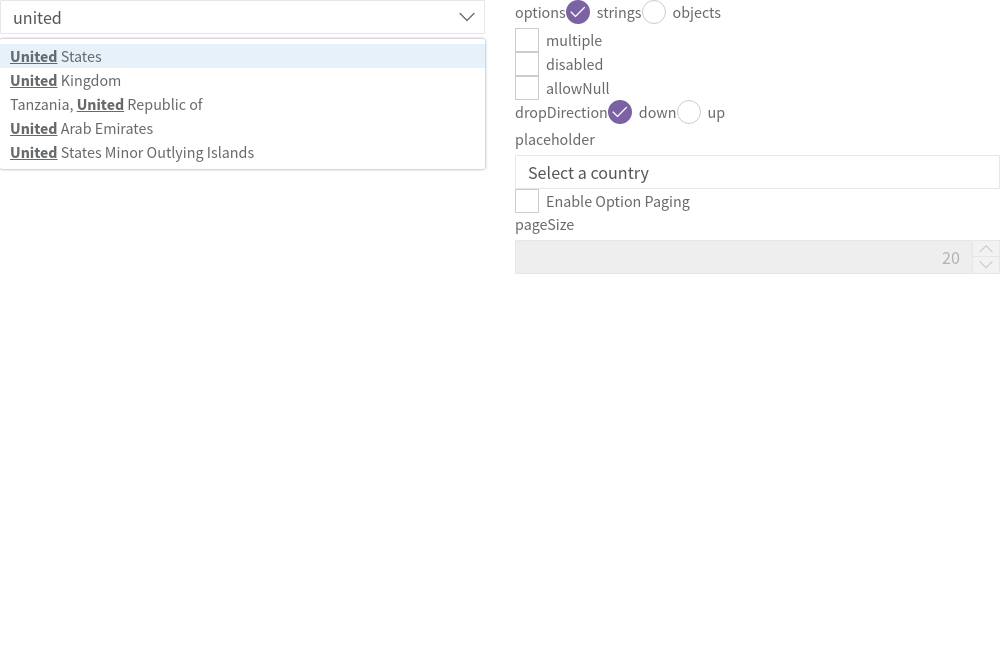 united
United States
United Kingdom
Tanzania, United Republic of
United Arab Emirates
United States Minor Outlying Islands
options strings objects
multiple
disabled
allowNull
dropDirection down up
placeholder
Select a country
Enable Option Paging
pageSize
20